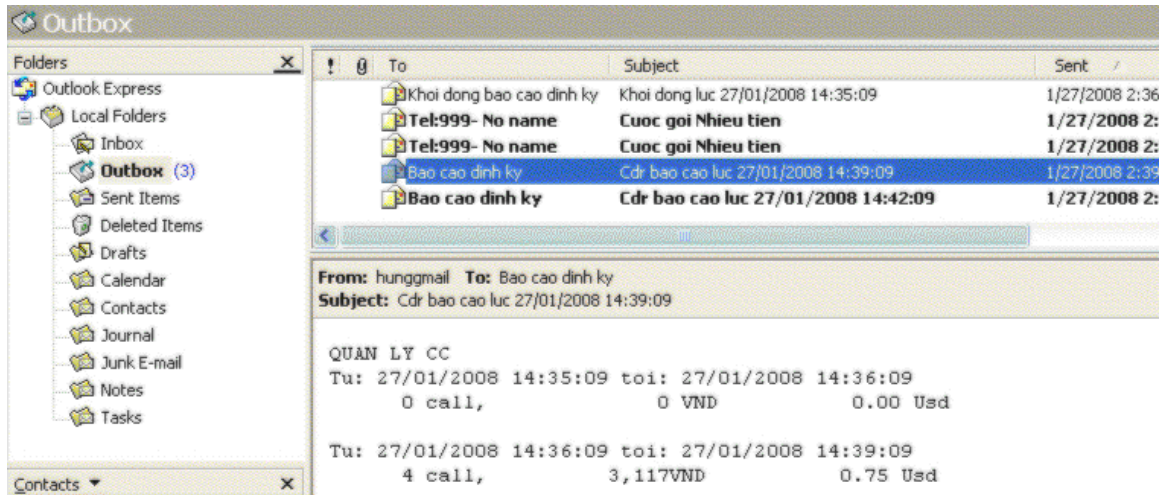 Outbox
Folders X
Outlook Express
Local Folders
Inbox
Outbox (3)
Sent Items
Deleted Items
Drafts
Calendar
Contacts
Journal
Junk E-mail
Notes
Tasks
Contacts X
! To Subject Sent
Khoi dong bao cao dinh ky Khoi dong luc 27/01/2008 14:35:09 1/27/2008 2:36
Tel:999- No name Cuoc goi Nhieu tien 1/27/2008 2:
Tel:999- No name Cuoc goi Nhieu tien 1/27/2008 2:
Bao cao dinh ky Cdr bao cao luc 27/01/2008 14:39:09 1/27/2008 2:39
Bao cao dinh ky Cdr bao cao luc 27/01/2008 14:42:09 1/27/2008 2:
From: hunggmail To: Bao cao dinh ky
Subject: Cdr bao cao luc 27/01/2008 14:39:09
QUAN LY CC
Tu: 27/01/2008 14:35:09 toi: 27/01/2008 14:36:09
0 call, 0 VND 0.00 Usd
Tu: 27/01/2008 14:36:09 toi: 27/01/2008 14:39:09
4 call, 3,117VND 0.75 Usd